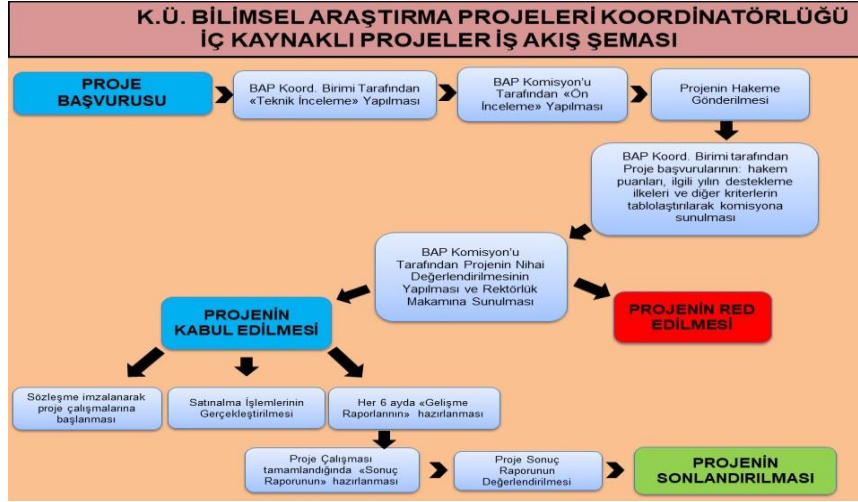 K.Ü. BİLİMSEL ARAŞTIRMA PROJELERİ KOORDİNATÖRLÜĞÜ
İÇ KAYNAKLI PROJELER İŞ AKIŞ ŞEMASI
PROJE
BAŞVURUSU
BAP Koord. Birimi Tarafından
«Teknik İnceleme» Yapılması
BAP Komisyon'u
Tarafından «Ön
İnceleme» Yapılması
Projenin Hakeme
Gönderilmesi
BAP Koord. Birimi tarafından
Proje başvurularının: hakem
puanları, ilgili yılın destekleme
ilkeleri ve diğer kriterlerin
tablolaştırılarak komisyona
sunulması
BAP Komisyon'u
Tarafından Projenin Nihai
Değerlendirilmesinin
Yapılması ve Rektörlük
Makamına Sunulması
PROJENİN
KABUL EDİLMESİ
PROJENİN RED
EDİLMESİ
Sözleşme imzalanarak
proje çalışmalarına
başlanması
Satınalma İşlemlerinin
Gerçekleştirilmesi
Her 6 ayda «Gelişme
Raporlarının» hazırlanması
Proje Çalışması
tamamlandığında «Sonuç
Raporunun» hazırlanması
Proje Sonuç
Raporunun
Değerlendirilmesi
PROJENİN
SONLANDIRILMASI